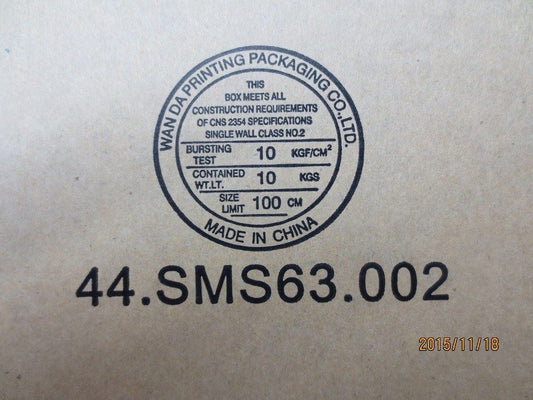 WAN DA PRINTING PACKAGING CO.,LTD.
THIS
BOX MEETS ALL
CONSTRUCTION REQUIREMENTS
OF CNS 2354 SPECIFICATIONS
SINGLE WALL CLASS NO.2
BURSTING TEST 10 KGF/CM²
CONTAINED WT.LT. 10 KGS
SIZE LIMIT 100 CM
MADE IN CHINA
44.SMS63.002
2015/11/18